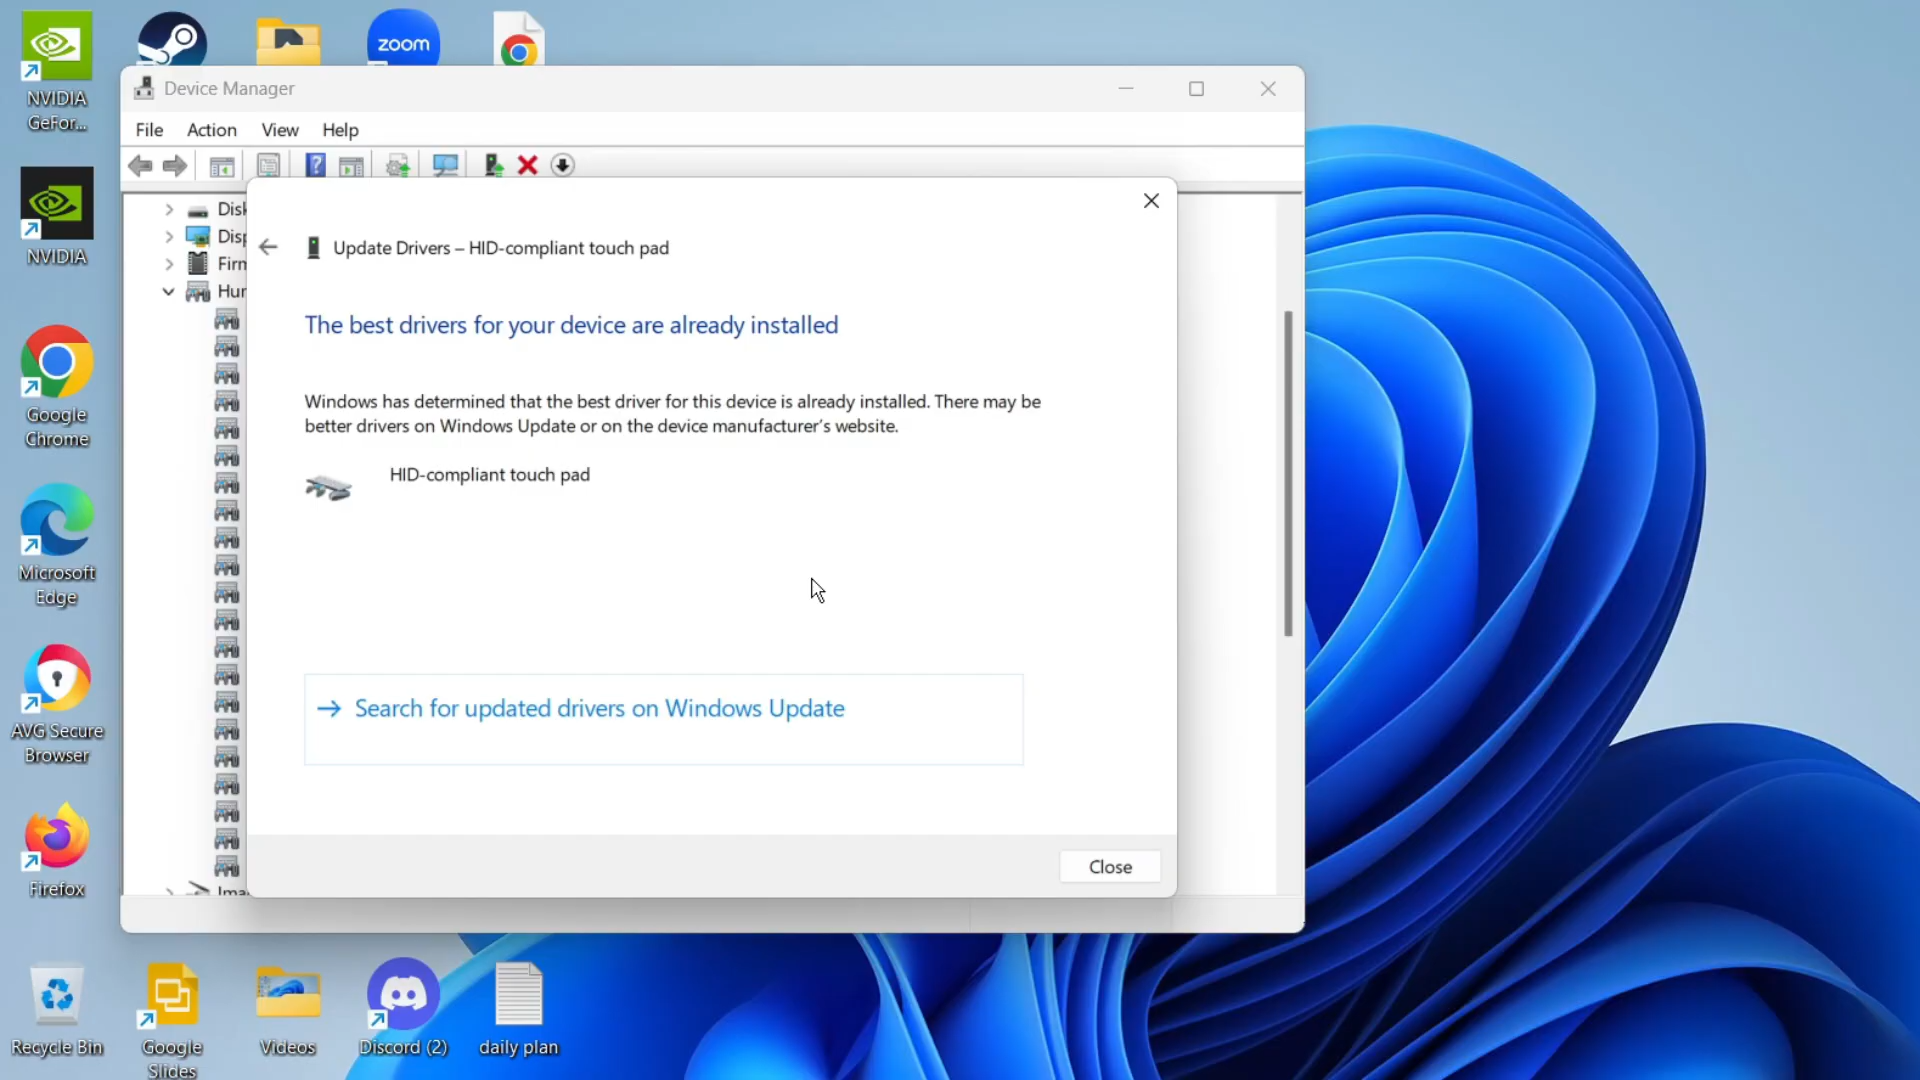 zoom
NVIDIA
GeFor...
NVIDIA
Google
Chrome
Microsoft
Edge
AVG Secure
Browser
Firefox
Recycle Bin
Google
Slides
Videos
Discord (2)
daily plan
Device Manager
File Action View Help
Disk
Disp
Firm
Hum
Ima
Update Drivers – HID-compliant touch pad
The best drivers for your device are already installed
Windows has determined that the best driver for this device is already installed. There may be
better drivers on Windows Update or on the device manufacturer's website.
HID-compliant touch pad
→ Search for updated drivers on Windows Update
Close